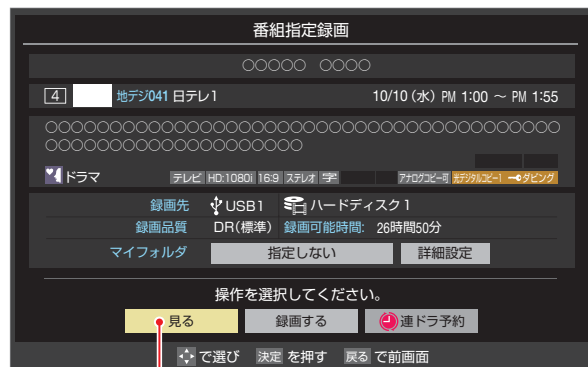 番組指定録画
○○○○○ ○○○○
4 地デジ041 日テレ1 10/10 (水) PM 1:00 ～ PM 1:55
○○○○○○○○○○○○○○○○○○○○○○○○○○○○○○○○○○○○○○○○
○○○○○○○○○○○○○○○○○○○○
ドラマ テレビ HD:1080i 16:9 ステレオ 字 アナログコピー可 光デジタルコピー1 ダビング
録画先 USB1 ハードディスク1
録画品質 DR(標準) 録画可能時間: 26時間50分
マイフォルダ 指定しない 詳細設定
操作を選択してください。
見る 録画する 連ドラ予約
で選び 決定 を押す 戻る で前画面